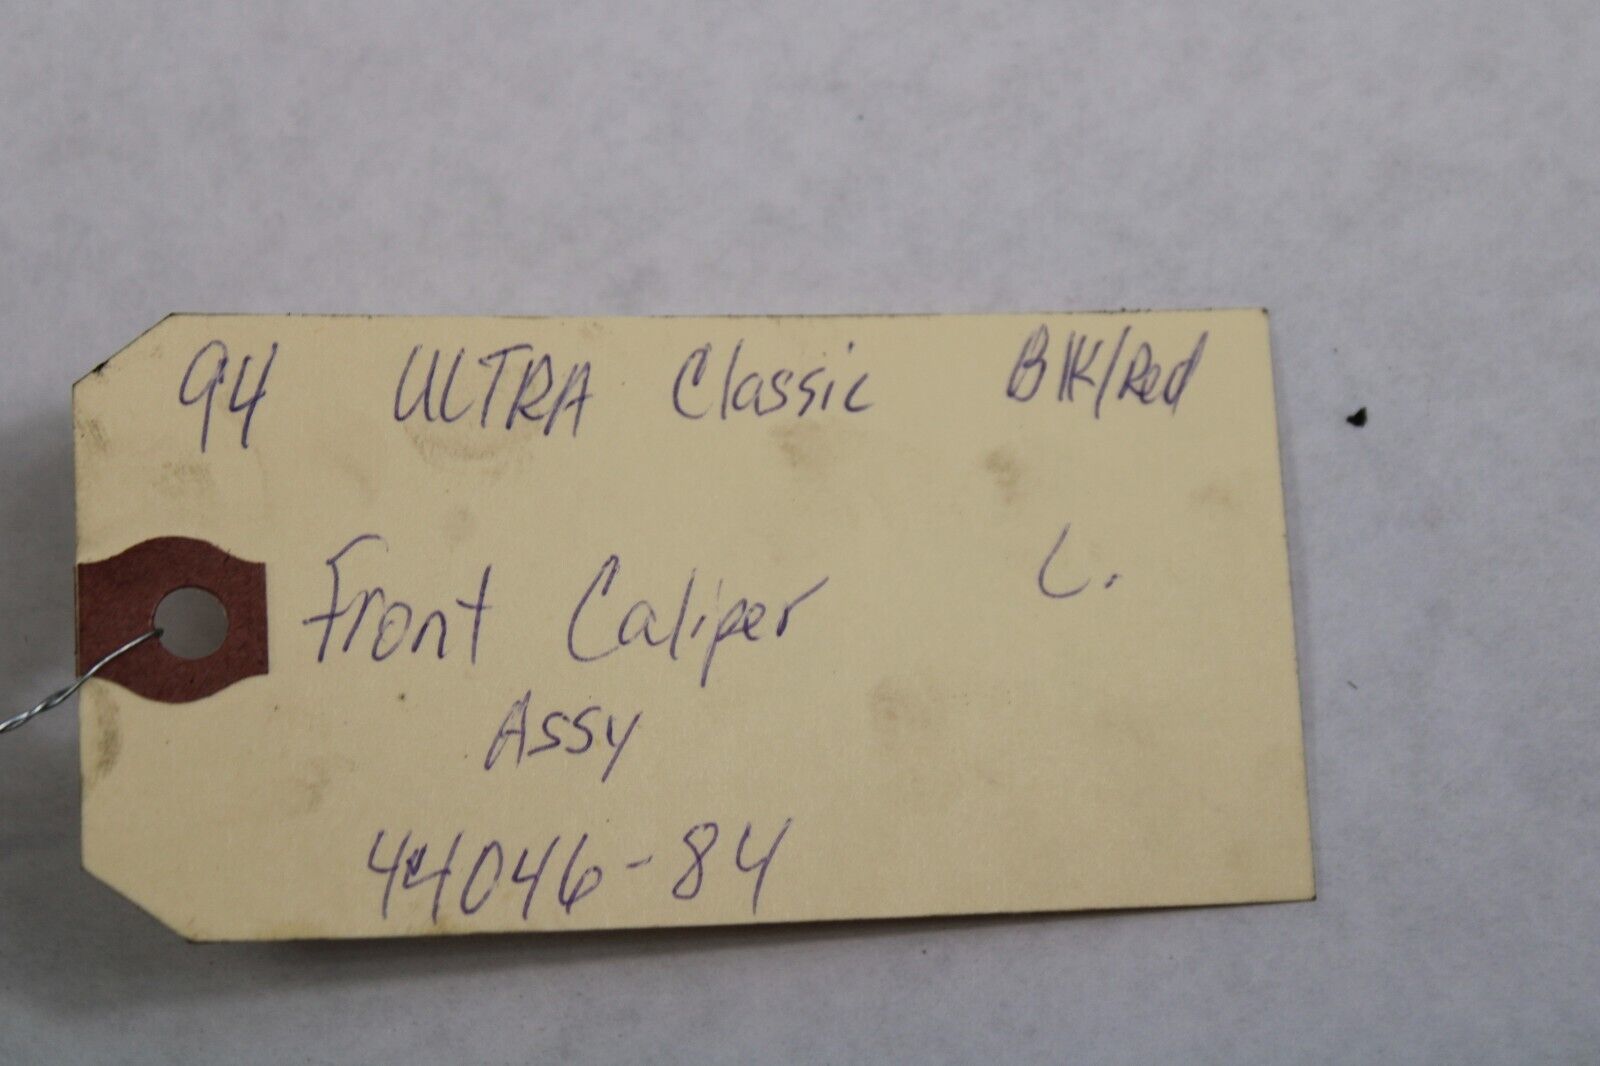 94 ULTRA Classic Blk/Red
Front Caliper L.
Assy
44046-84